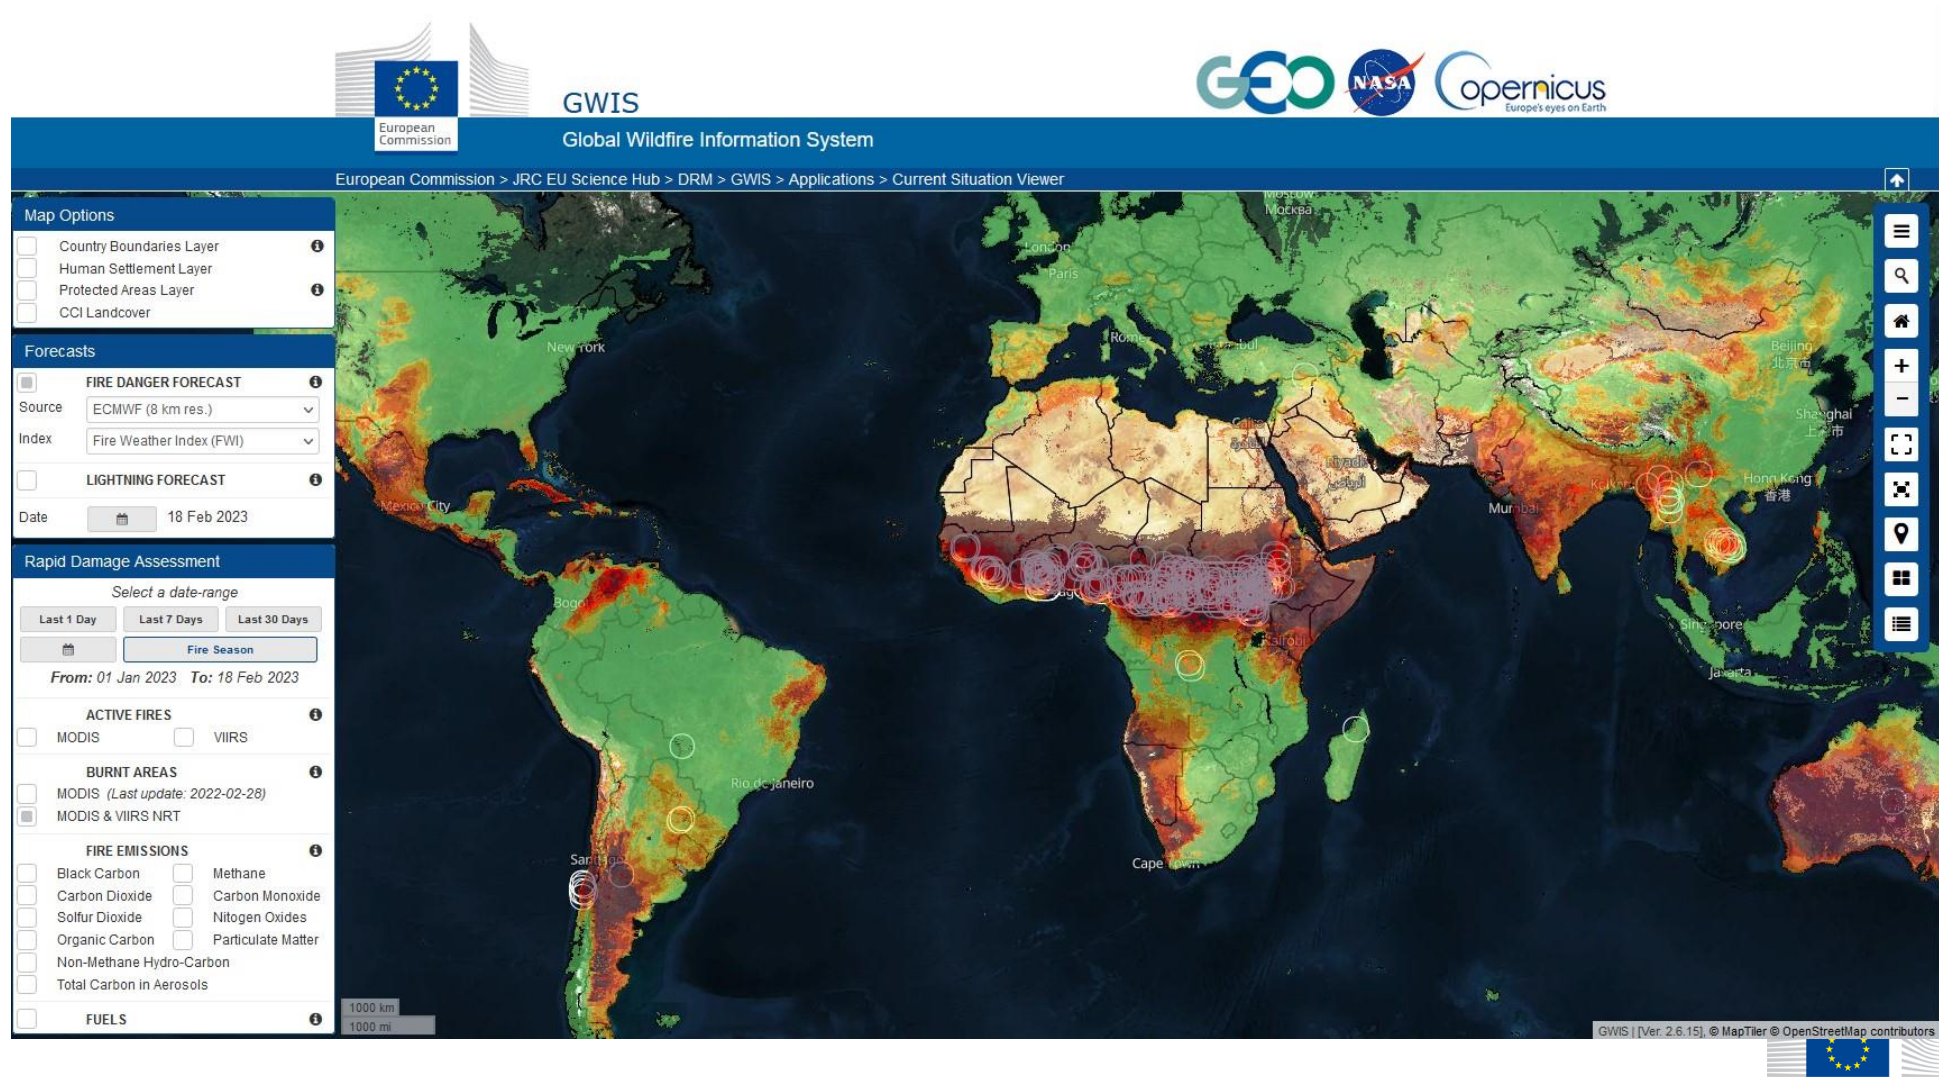 GEO
NASA
Copernicus
Europe's eyes on Earth
GWIS
European
Commission
Global Wildfire Information System
European Commission > JRC EU Science Hub > DRM > GWIS > Applications > Current Situation Viewer
Map Options
Country Boundaries Layer
Human Settlement Layer
Protected Areas Layer
CCI Landcover
Forecasts
FIRE DANGER FORECAST
Source ECMWF (8 km res.)
Index Fire Weather Index (FWI)
LIGHTNING FORECAST
Date 18 Feb 2023
Rapid Damage Assessment
Select a date-range
Last 1 Day Last 7 Days Last 30 Days
Fire Season
From: 01 Jan 2023 To: 18 Feb 2023
ACTIVE FIRES
MODIS VIIRS
BURNT AREAS
MODIS (Last update: 2022-02-28)
MODIS & VIIRS NRT
FIRE EMISSIONS
Black Carbon Methane
Carbon Dioxide Carbon Monoxide
Solfur Dioxide Nitogen Oxides
Organic Carbon Particulate Matter
Non-Methane Hydro-Carbon
Total Carbon in Aerosols
FUELS
Moscow
Москва
London
Paris
New York
Rome
Beijing
北京市
Shanghai
上海市
Riyadh
الرياض
Hong Kong
香港
Mexico City
Mumbai
Nairobi
Singapore
Jakarta
Rio de Janeiro
Cape Town
1000 km
1000 mi
GWIS | [Ver. 2.6.15], © MapTiler © OpenStreetMap contributors